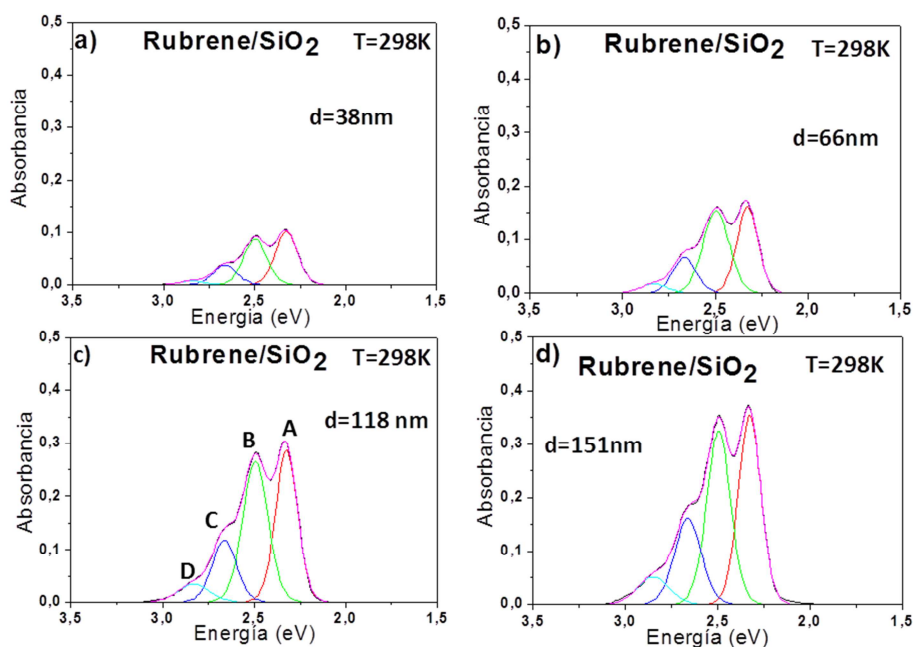 a)
Rubrene/SiO2
T=298K
d=38nm
0,5
0,4
0,3
0,2
0,1
0,0
Absorbancia
3,5
3,0
2,5
2,0
1,5
Energía (eV)
b)
Rubrene/SiO2
T=298K
d=66nm
0,5
0,4
0,3
0,2
0,1
0,0
Absorbancia
3,5
3,0
2,5
2,0
1,5
Energía (eV)
c)
Rubrene/SiO2
T=298K
d=118 nm
A
B
C
D
0,5
0,4
0,3
0,2
0,1
0,0
Absorbancia
3,5
3,0
2,5
2,0
1,5
Energía (eV)
d)
Rubrene/SiO2
T=298K
d=151nm
0,5
0,4
0,3
0,2
0,1
0,0
Absorbancia
3,5
3,0
2,5
2,0
1,5
Energía (eV)